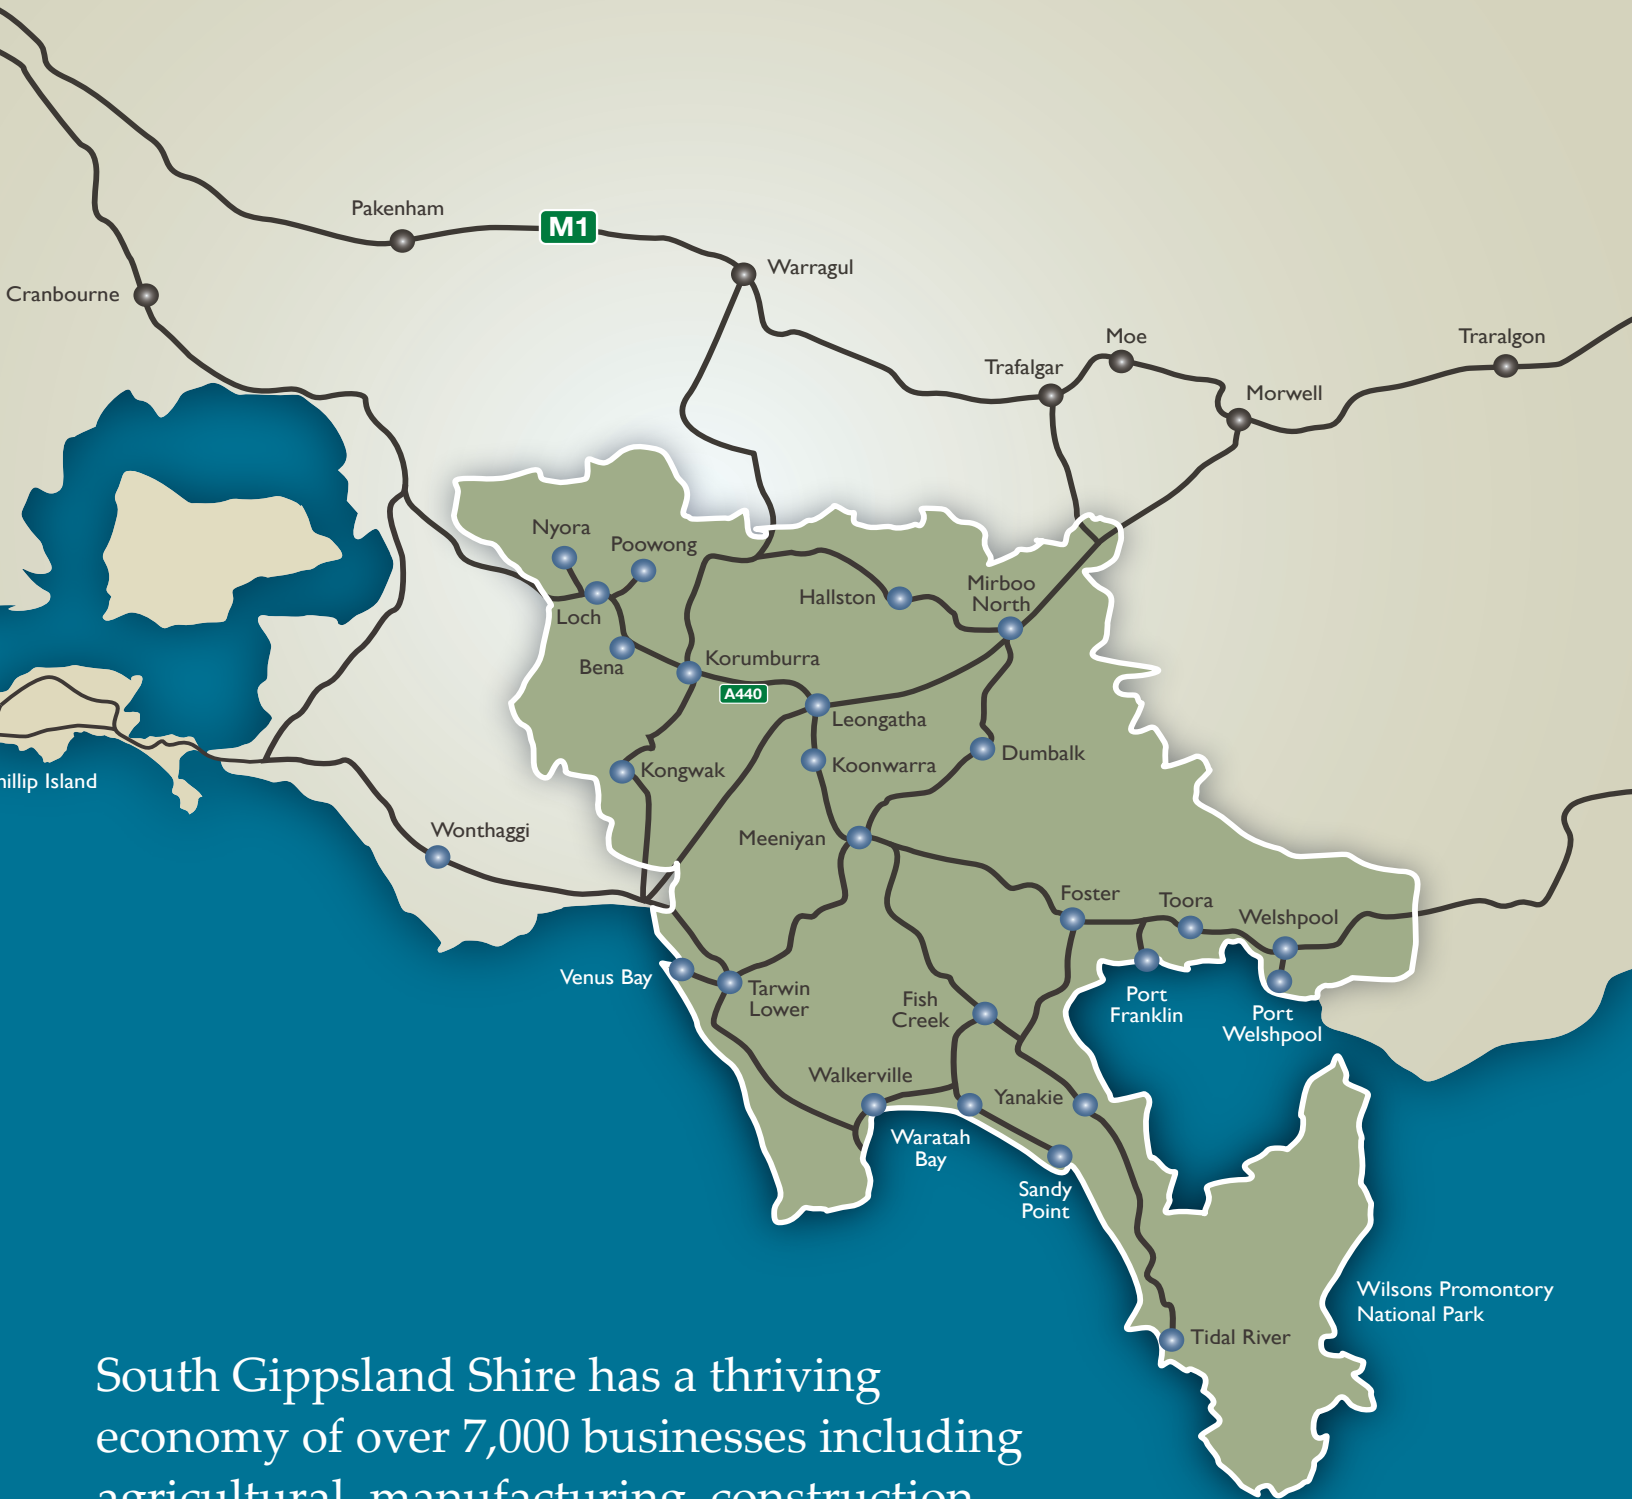 Pakenham
M1
Warragul
Cranbourne
Moe
Traralgon
Trafalgar
Morwell
Nyora
Poowong
Mirboo
North
Hallston
Loch
Bena
Korumburra
A440
Leongatha
Dumbalk
Koonwarra
Kongwak
hillip Island
Wonthaggi
Meeniyan
Foster
Toora
Welshpool
Venus Bay
Tarwin
Lower
Fish
Creek
Port
Franklin
Port
Welshpool
Walkerville
Yanakie
Waratah
Bay
Sandy
Point
Wilsons Promontory
National Park
Tidal River
South Gippsland Shire has a thriving
economy of over 7,000 businesses including
agricultural, manufacturing, construction